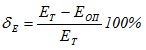 δ_E = (E_T − E_ОП) / E_T 100%